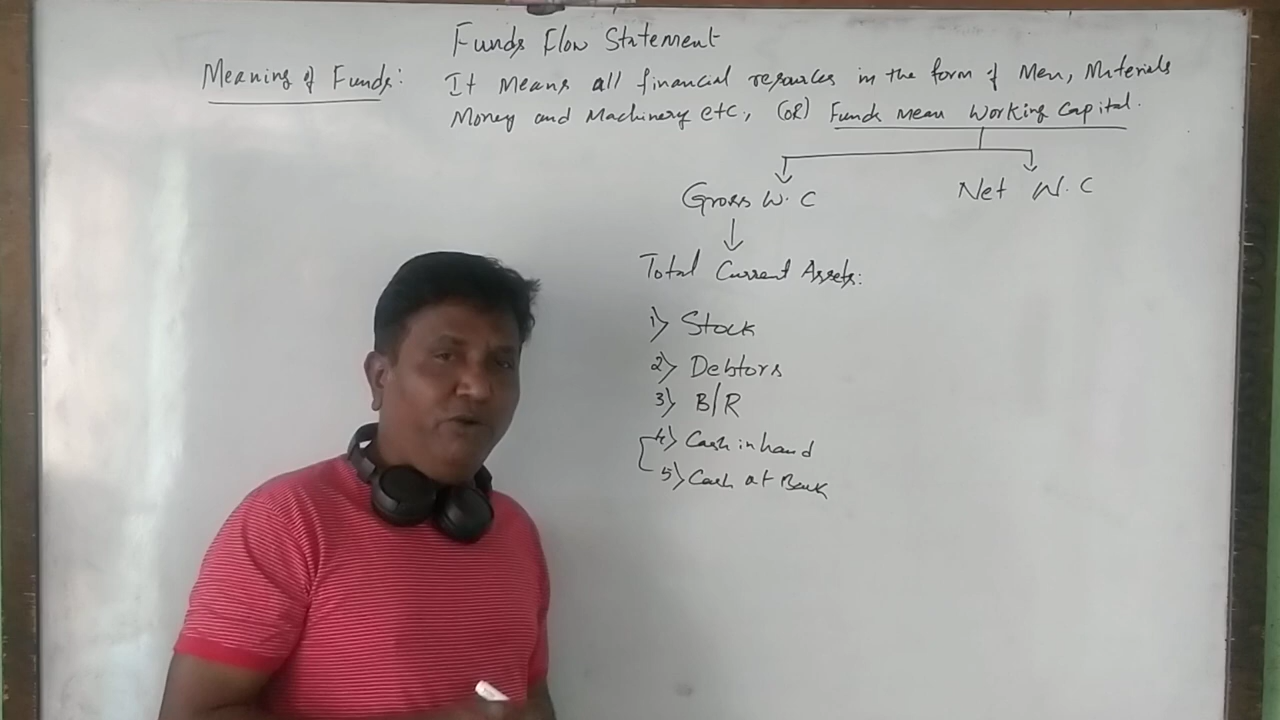 Funds Flow Statement
Meaning of Funds: It Means all financial resources in the form of Men, Materials
Money and Machinery etc, (OR) Funds mean Working Capital.
Gross W.C Net W.C
Total Current Assets:
1) Stock
2) Debtors
3) B/R
4) Cash in hand
5) Cash at Bank